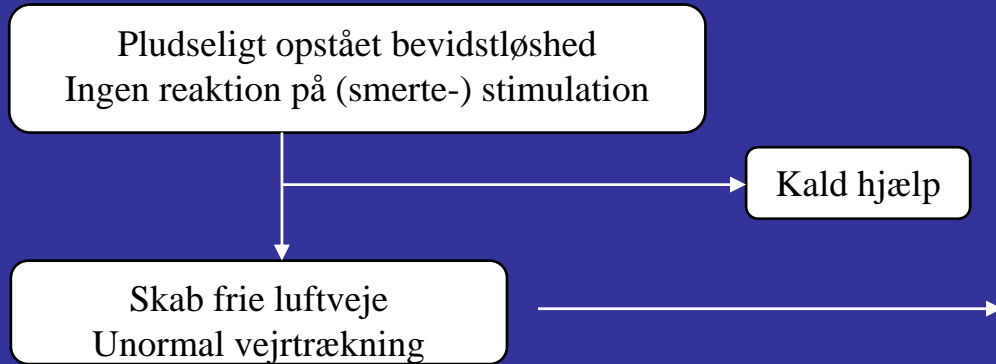 Pludseligt opstået bevidstløshed
Ingen reaktion på (smerte-) stimulation
Kald hjælp
Skab frie luftveje
Unormal vejrtrækning